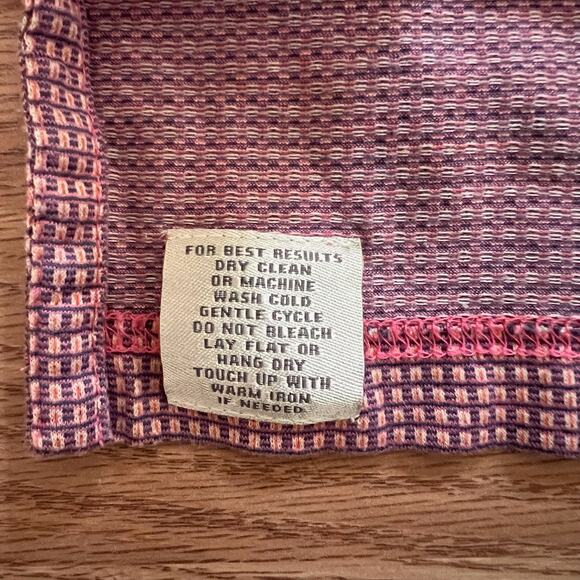 FOR BEST RESULTS
DRY CLEAN
OR MACHINE
WASH COLD
GENTLE CYCLE
DO NOT BLEACH
LAY FLAT OR
HANG DRY
TOUCH UP WITH
WARM IRON
IF NEEDED